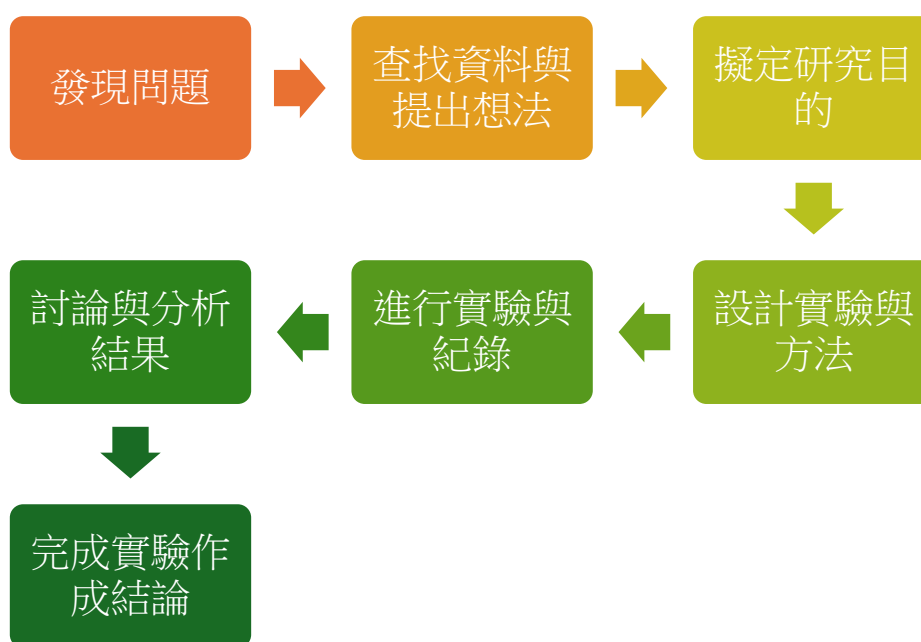 發現問題
查找資料與
提出想法
擬定研究目
的
設計實驗與
方法
進行實驗與
紀錄
討論與分析
結果
完成實驗作
成結論